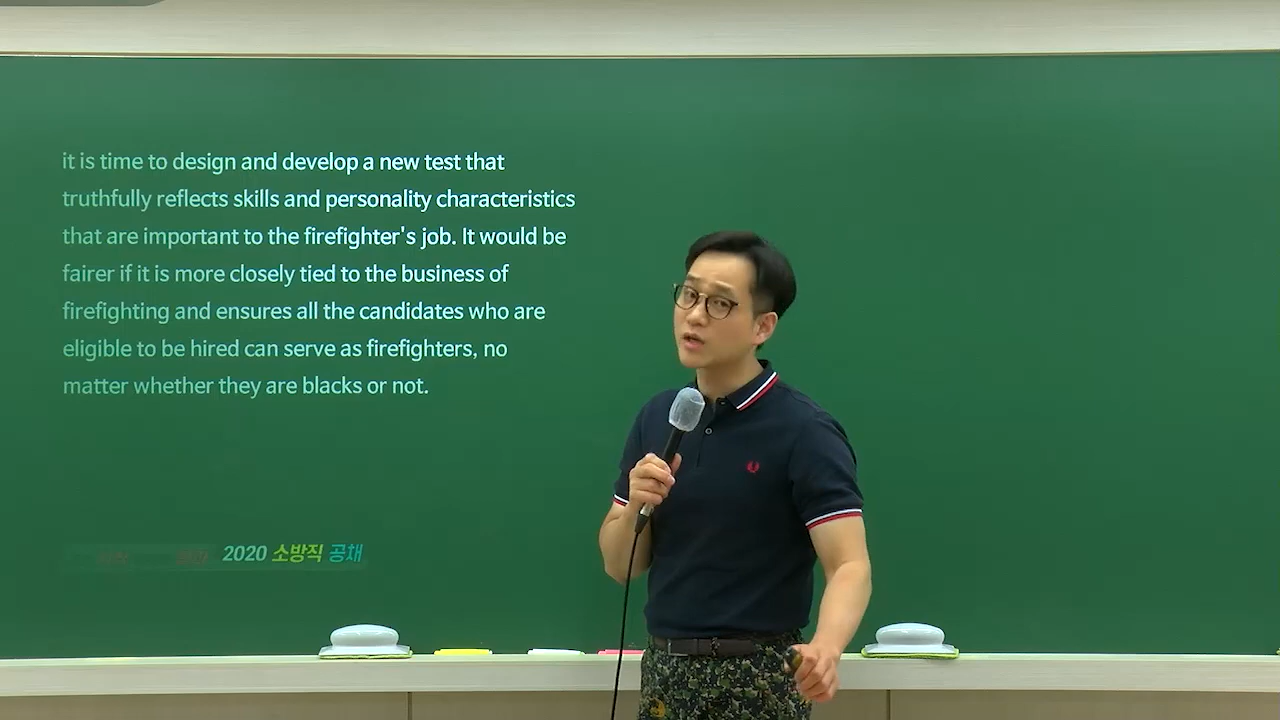 it is time to design and develop a new test that
truthfully reflects skills and personality characteristics
that are important to the firefighter's job. It would be
fairer if it is more closely tied to the business of
firefighting and ensures all the candidates who are
eligible to be hired can serve as firefighters, no
matter whether they are blacks or not.
2020 소방직 공채